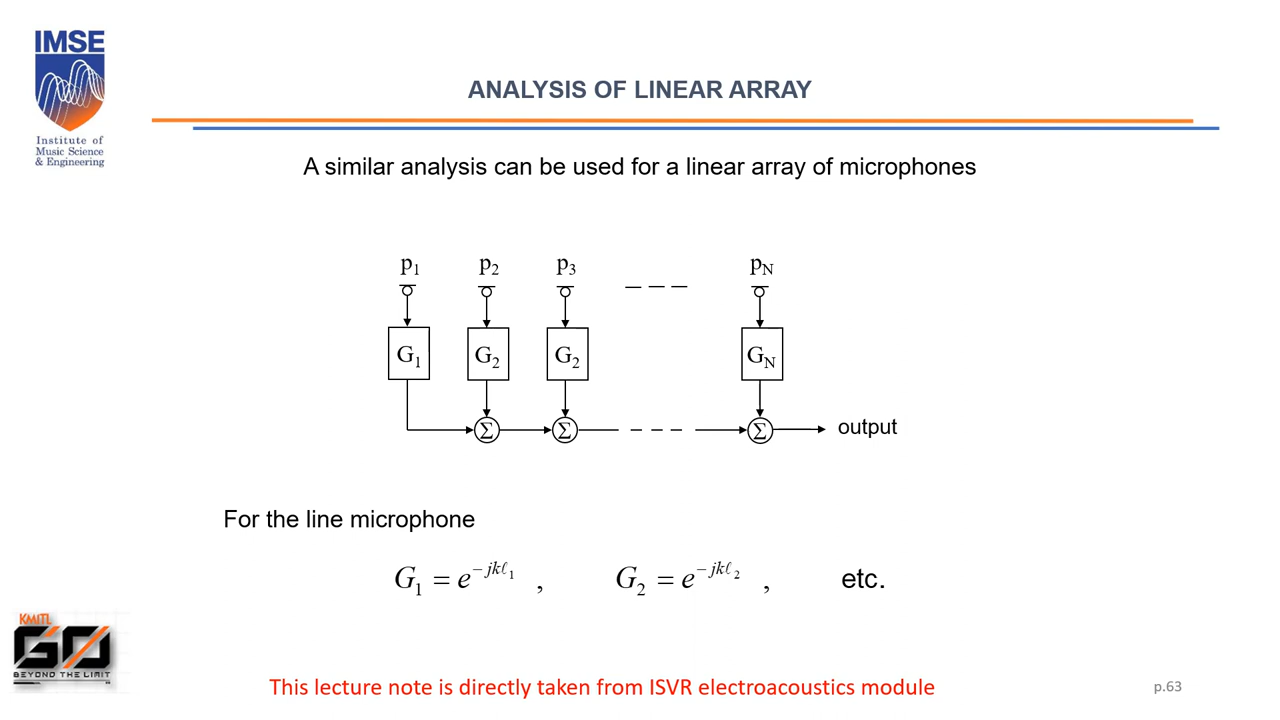 IMSE
Institute of
Music Science
& Engineering
ANALYSIS OF LINEAR ARRAY
A similar analysis can be used for a linear array of microphones
p₁ p₂ p₃ – – – p_N
G₁ G₂ G₂ G_N
Σ Σ – – – Σ output
For the line microphone
G₁ = e^{−jkℓ₁} , G₂ = e^{−jkℓ₂} , etc.
KMITL
GO
BEYOND THE LIMIT
This lecture note is directly taken from ISVR electroacoustics module
p.63